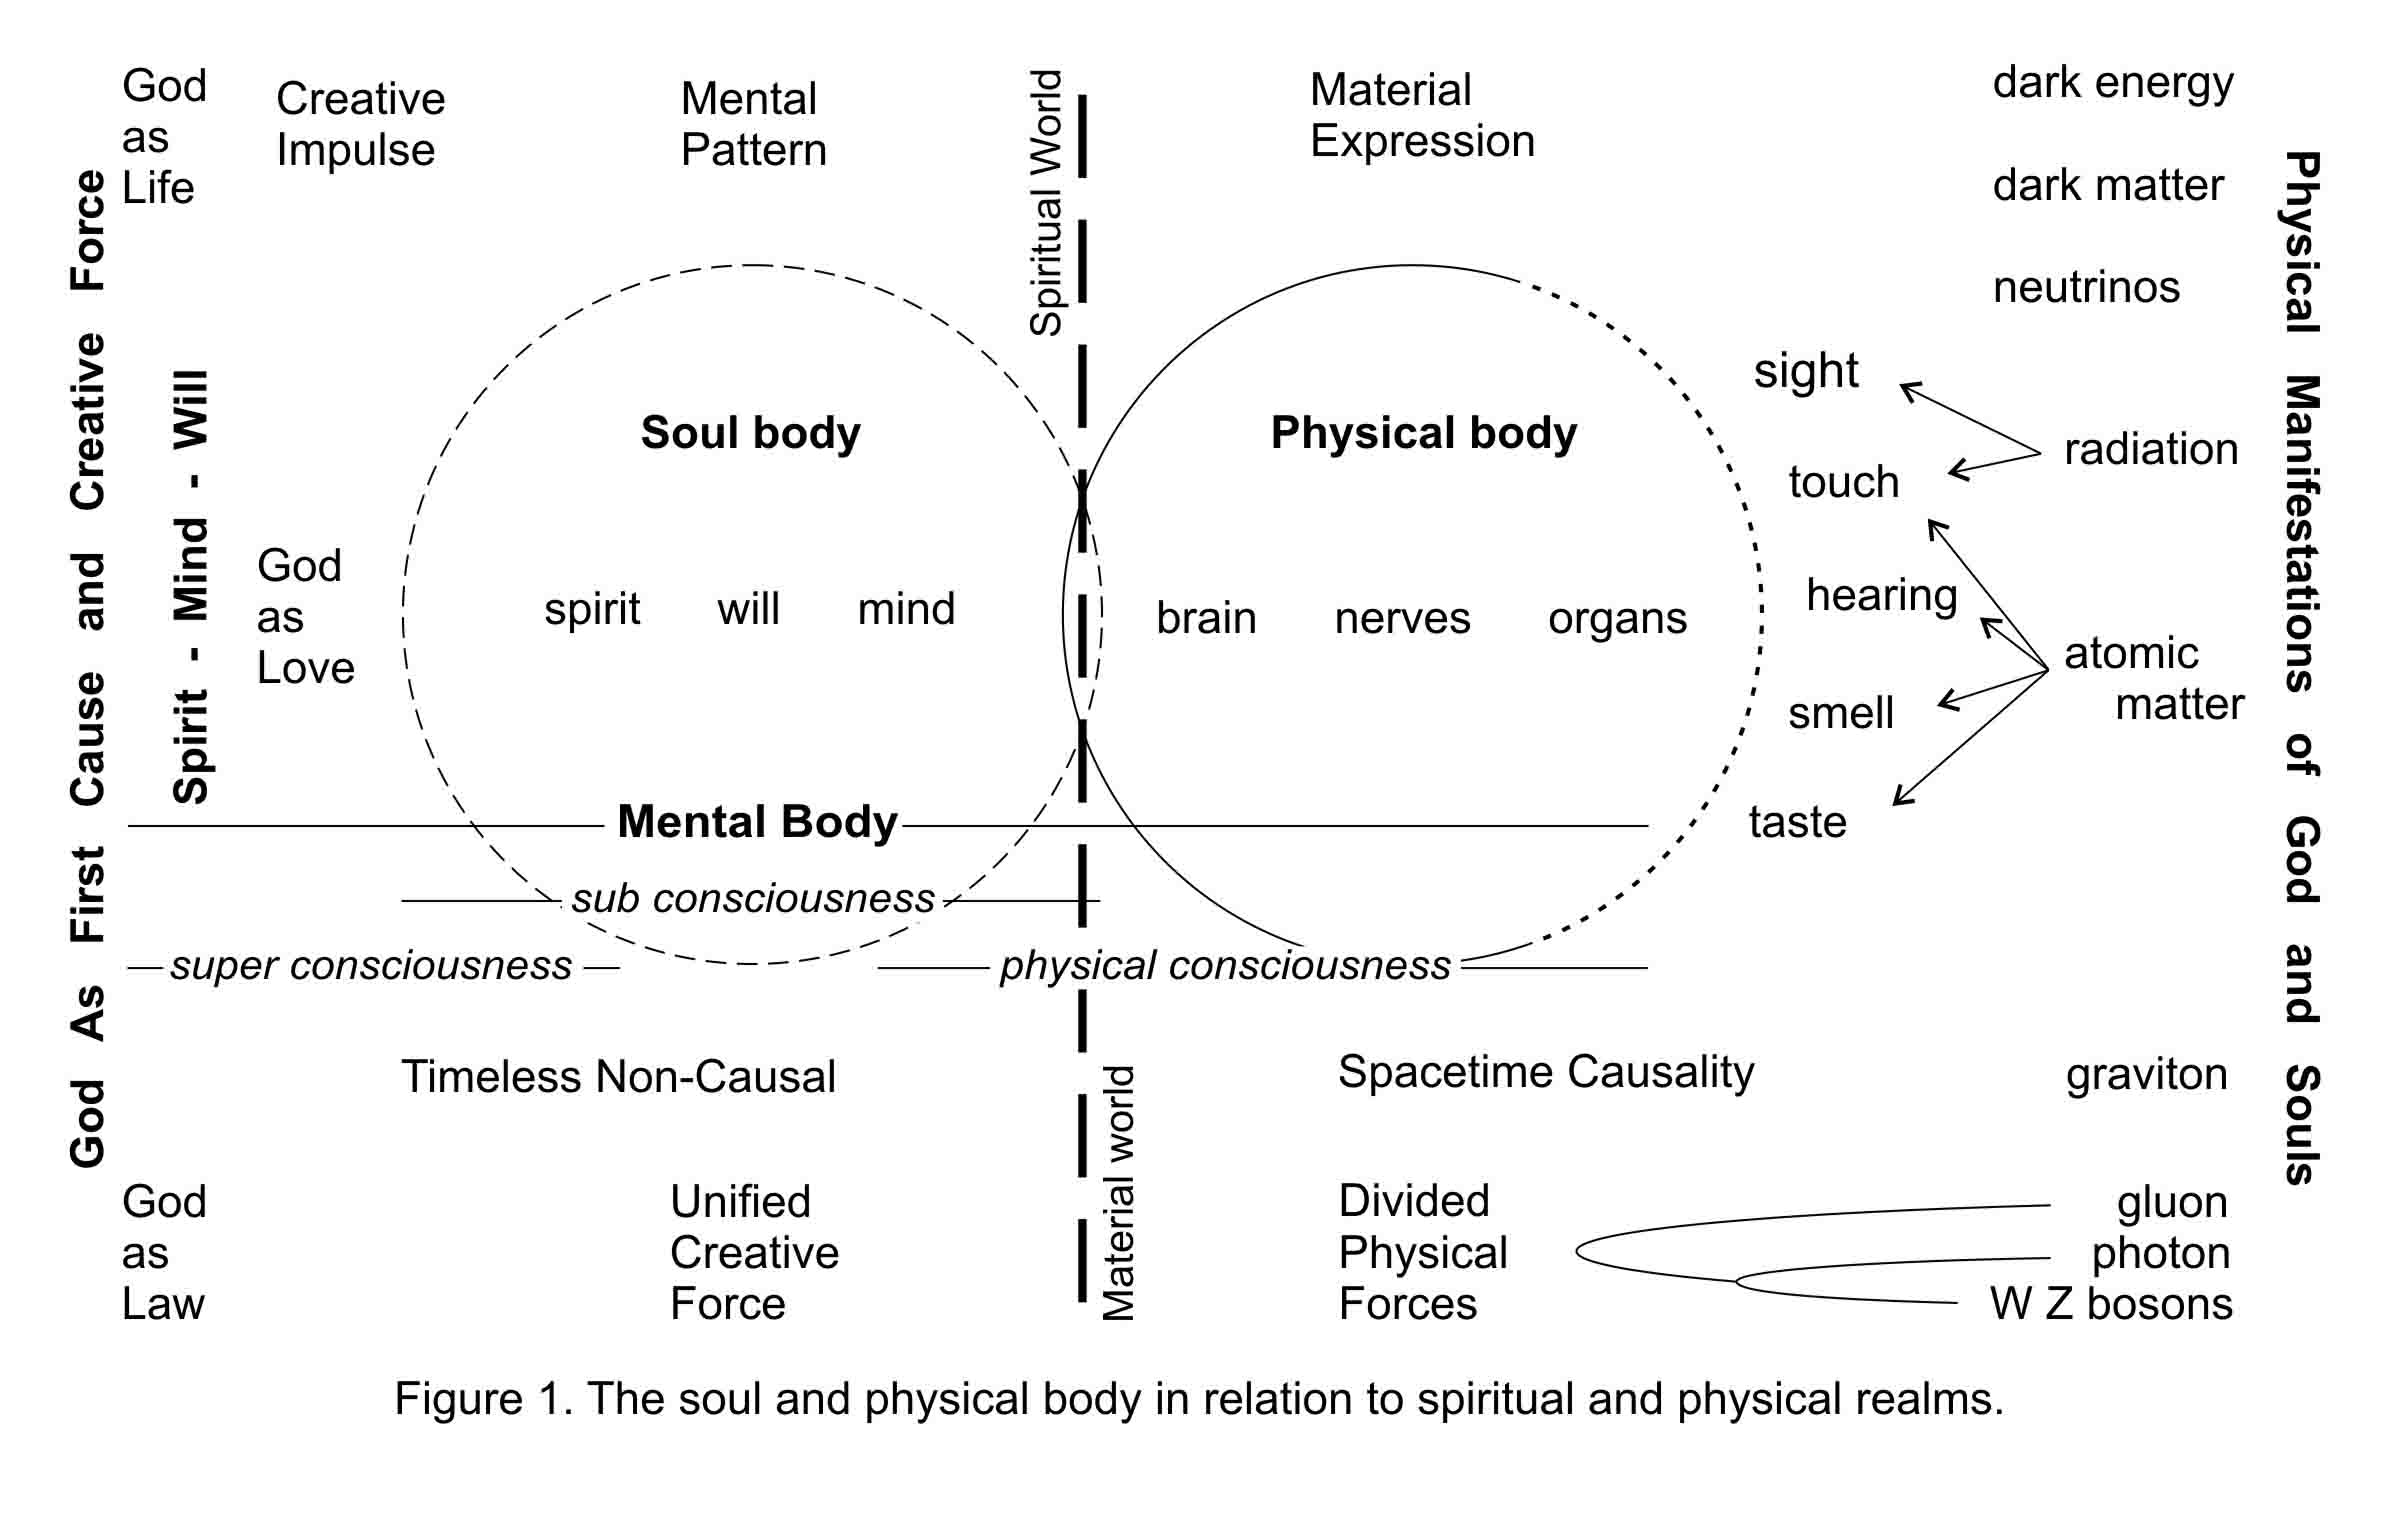 God As First Cause and Creative Force
Spirit - Mind - Will
God
as
Life
Creative
Impulse
Mental
Pattern
Spiritual World
Material
Expression
dark energy
dark matter
neutrinos
Physical Manifestations of God and Souls
Soul body
Physical body
sight
touch
hearing
smell
taste
radiation
atomic
matter
God
as
Love
spirit will mind
brain nerves organs
Mental Body
sub consciousness
super consciousness
physical consciousness
Timeless Non-Causal
Spacetime Causality
graviton
God
as
Law
Unified
Creative
Force
Material world
Divided
Physical
Forces
gluon
photon
W Z bosons
Figure 1. The soul and physical body in relation to spiritual and physical realms.